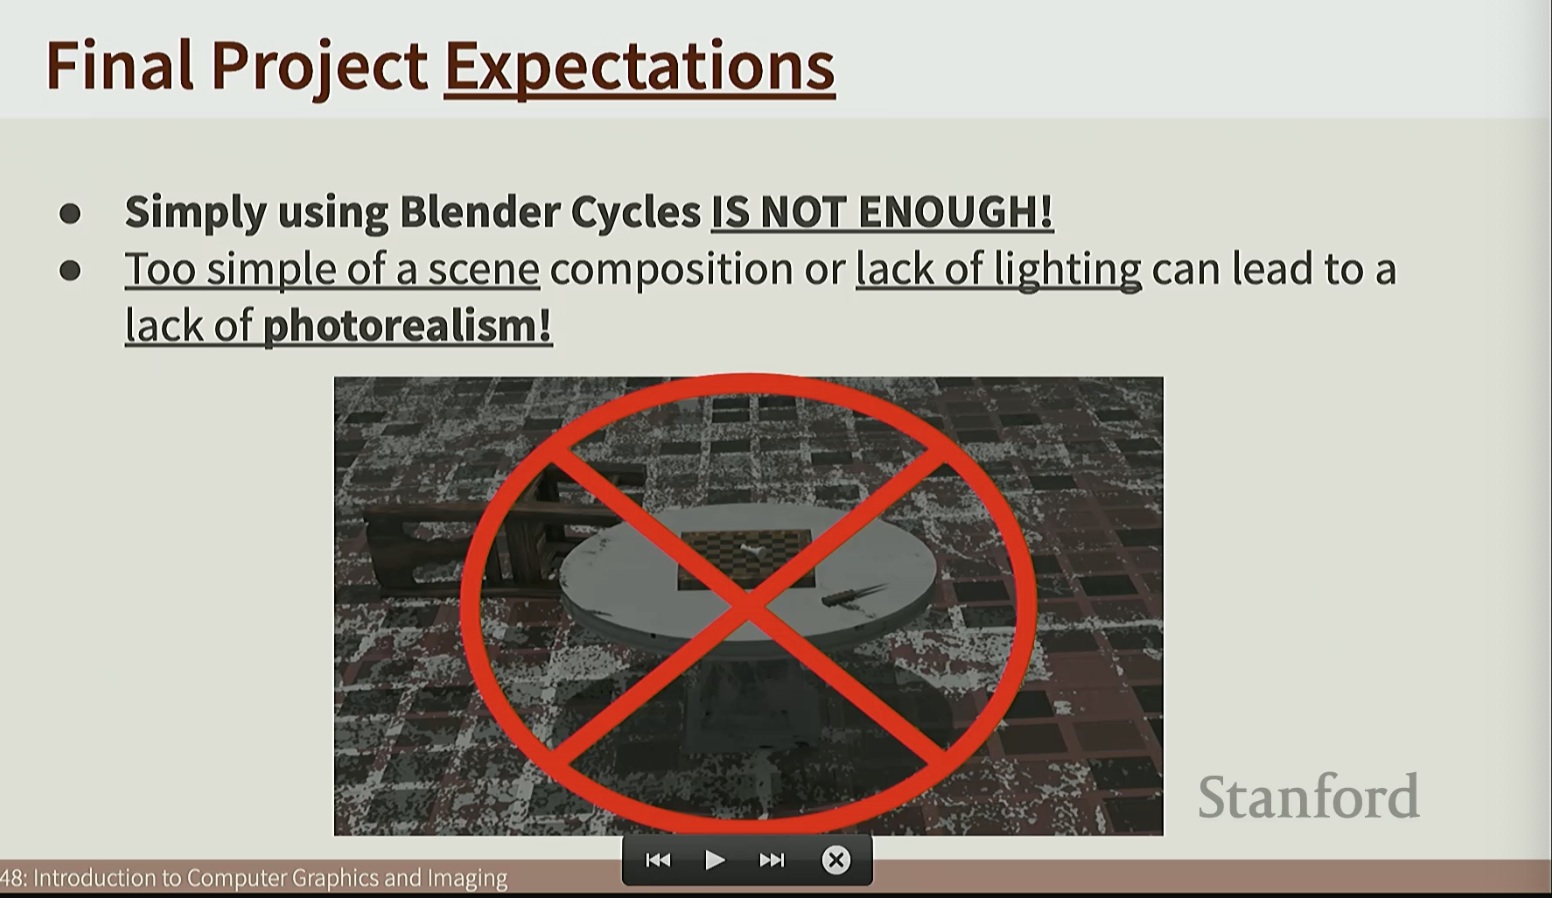 Final Project Expectations
● Simply using Blender Cycles IS NOT ENOUGH!
● Too simple of a scene composition or lack of lighting can lead to a
lack of photorealism!
Stanford
48: Introduction to Computer Graphics and Imaging